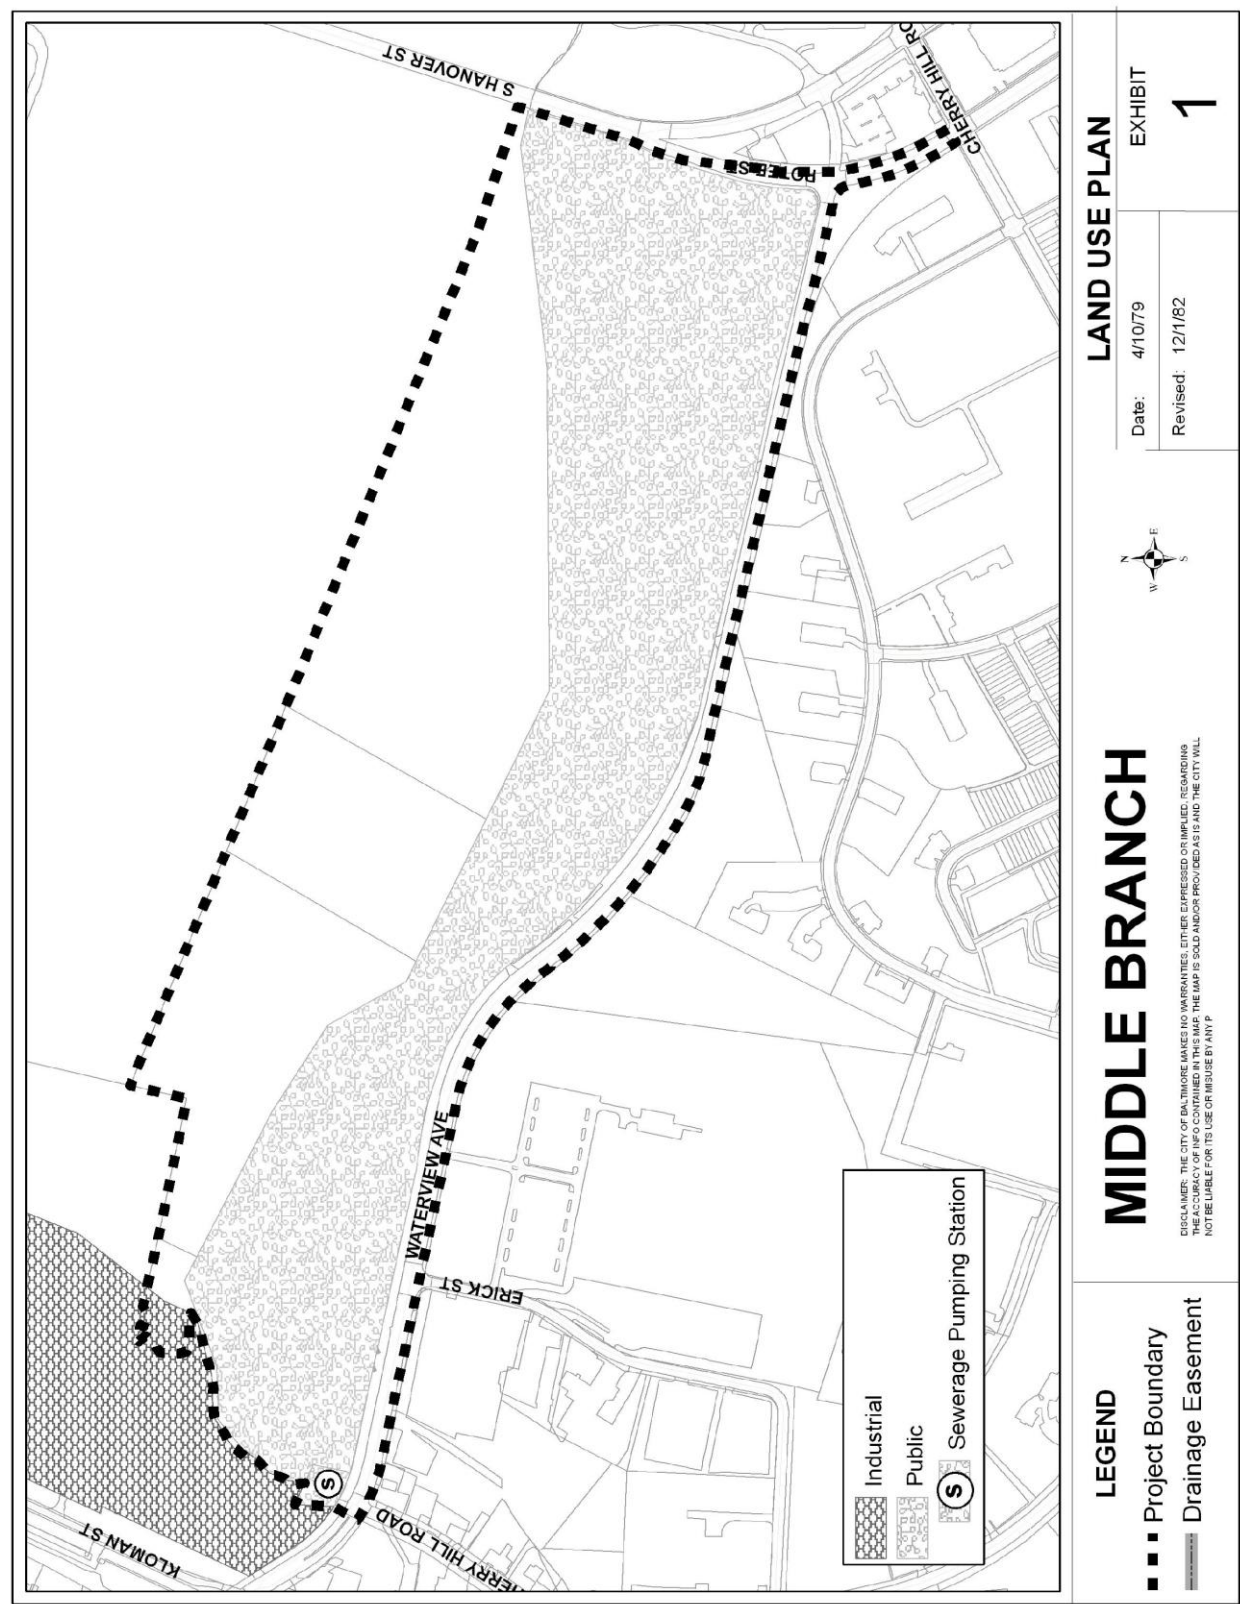 S HANOVER ST
CHERRY HILL RO
POTEE ST
CHERRY HILL ROAD
WATERVIEW AVE
ERICK ST
KLOMAN ST
Industrial
Public
S
Sewerage Pumping Station
S
LEGEND
Project Boundary
Drainage Easement
MIDDLE BRANCH
DISCLAIMER: THE CITY OF BALTIMORE MAKES NO WARRANTIES, EITHER EXPRESSED OR IMPLIED, REGARDING
THE ACCURACY OF INFO CONTAINED IN THIS MAP. THE MAP IS SOLD AND/OR PROVIDED AS IS AND THE CITY WILL
NOT BE LIABLE FOR ITS USE OR MISUSE BY ANY P
N
W E
S
LAND USE PLAN
Date: 4/10/79
Revised: 12/1/82
EXHIBIT
1